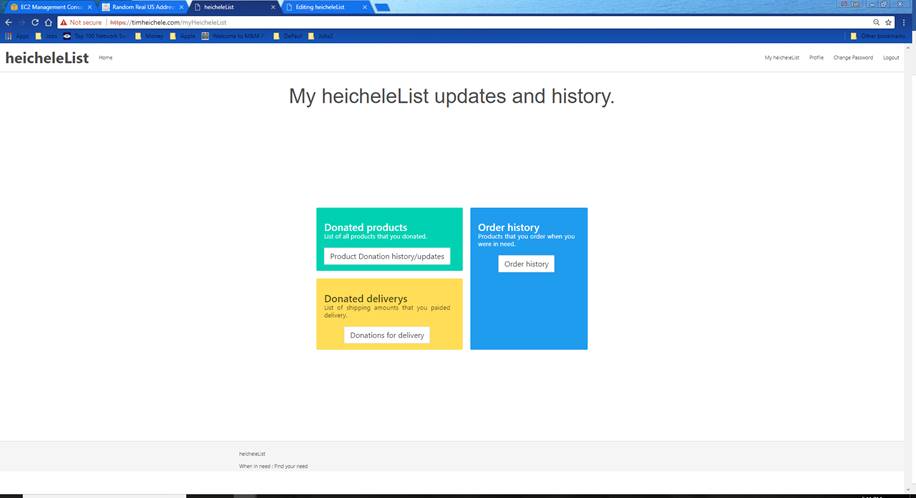 EC2 Management Cons
Random Real US Addres
heicheleList
Editing heicheleList
Not secure | https://timheichele.com/myHeicheleList
Apps
Jobs
Top 100 Network Sw
Money
Apple
Welcome to M&M
Default
Other bookmarks
heicheleList
Home
My heicheleList
Profile
Change Password
Logout
My heicheleList updates and history.
Donated products
List of all products that you donated.
Product Donation history/updates
Order history
Products that you order when you
were in need.
Order history
Donated deliverys
List of shipping amounts that you paided
delivery.
Donations for delivery
heicheleList
When in need : Find your need